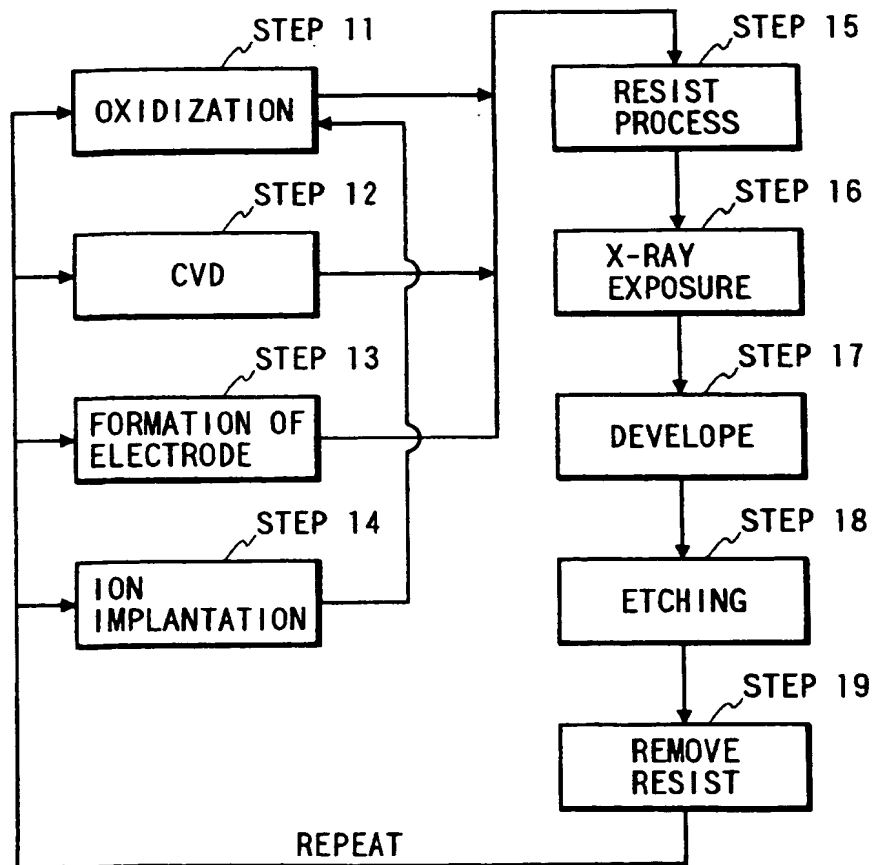 STEP 11
OXIDIZATION
STEP 12
CVD
STEP 13
FORMATION OF
ELECTRODE
STEP 14
ION
IMPLANTATION
STEP 15
RESIST
PROCESS
STEP 16
X-RAY
EXPOSURE
STEP 17
DEVELOPE
STEP 18
ETCHING
STEP 19
REMOVE
RESIST
REPEAT